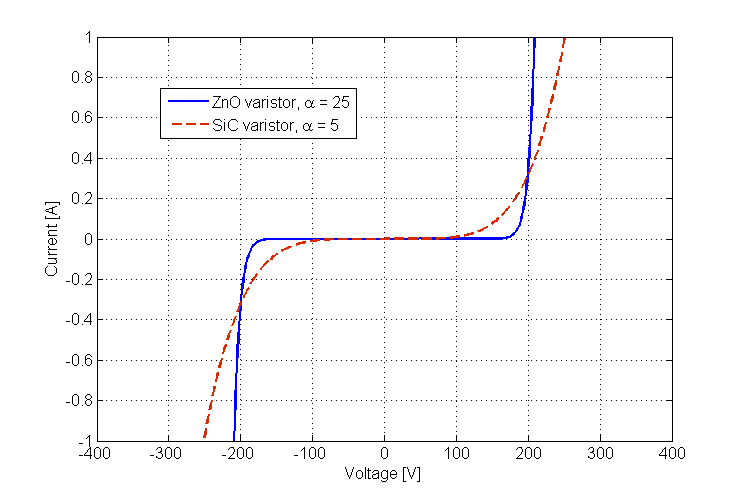 1
0.8
0.6
0.4
0.2
0
-0.2
-0.4
-0.6
-0.8
-1
Current [A]
ZnO varistor, α = 25
SiC varistor, α = 5
-400 -300 -200 -100 0 100 200 300 400
Voltage [V]